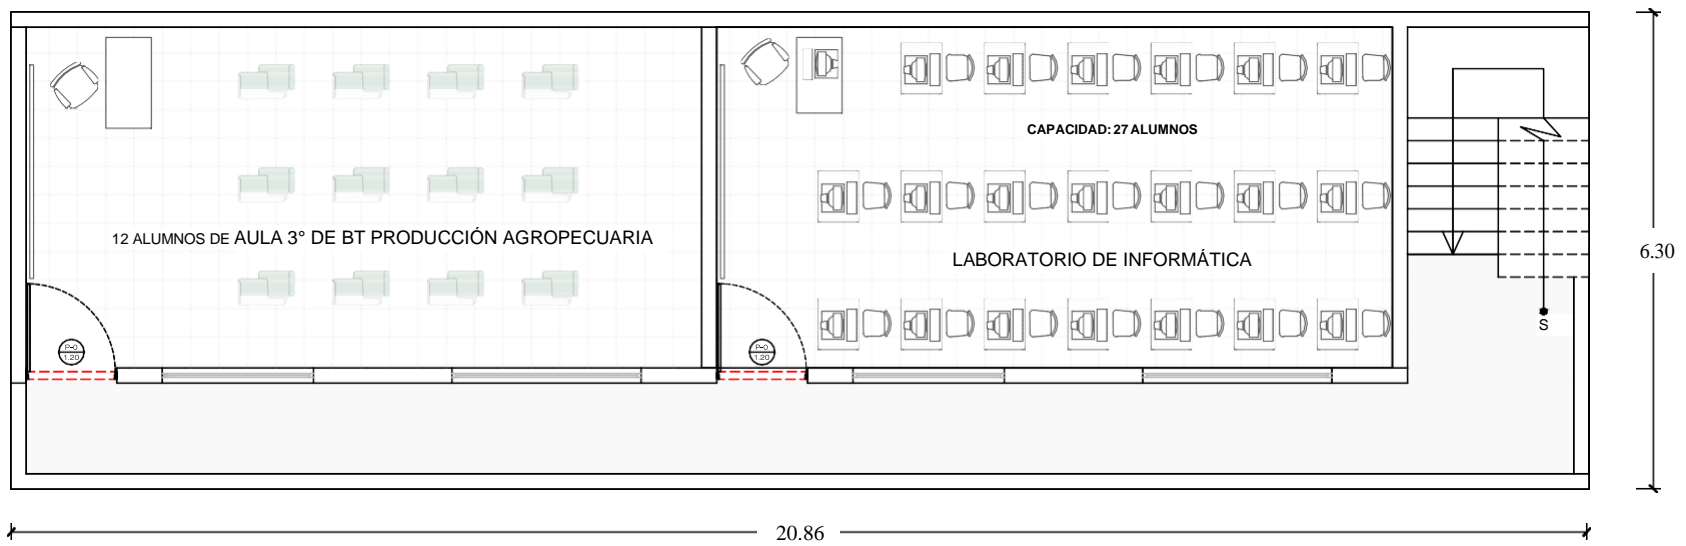 CAPACIDAD: 27 ALUMNOS
12 ALUMNOS DE AULA 3° DE BT PRODUCCIÓN AGROPECUARIA
LABORATORIO DE INFORMÁTICA
6.30
S
P-0
1.20
P-0
1.20
20.86